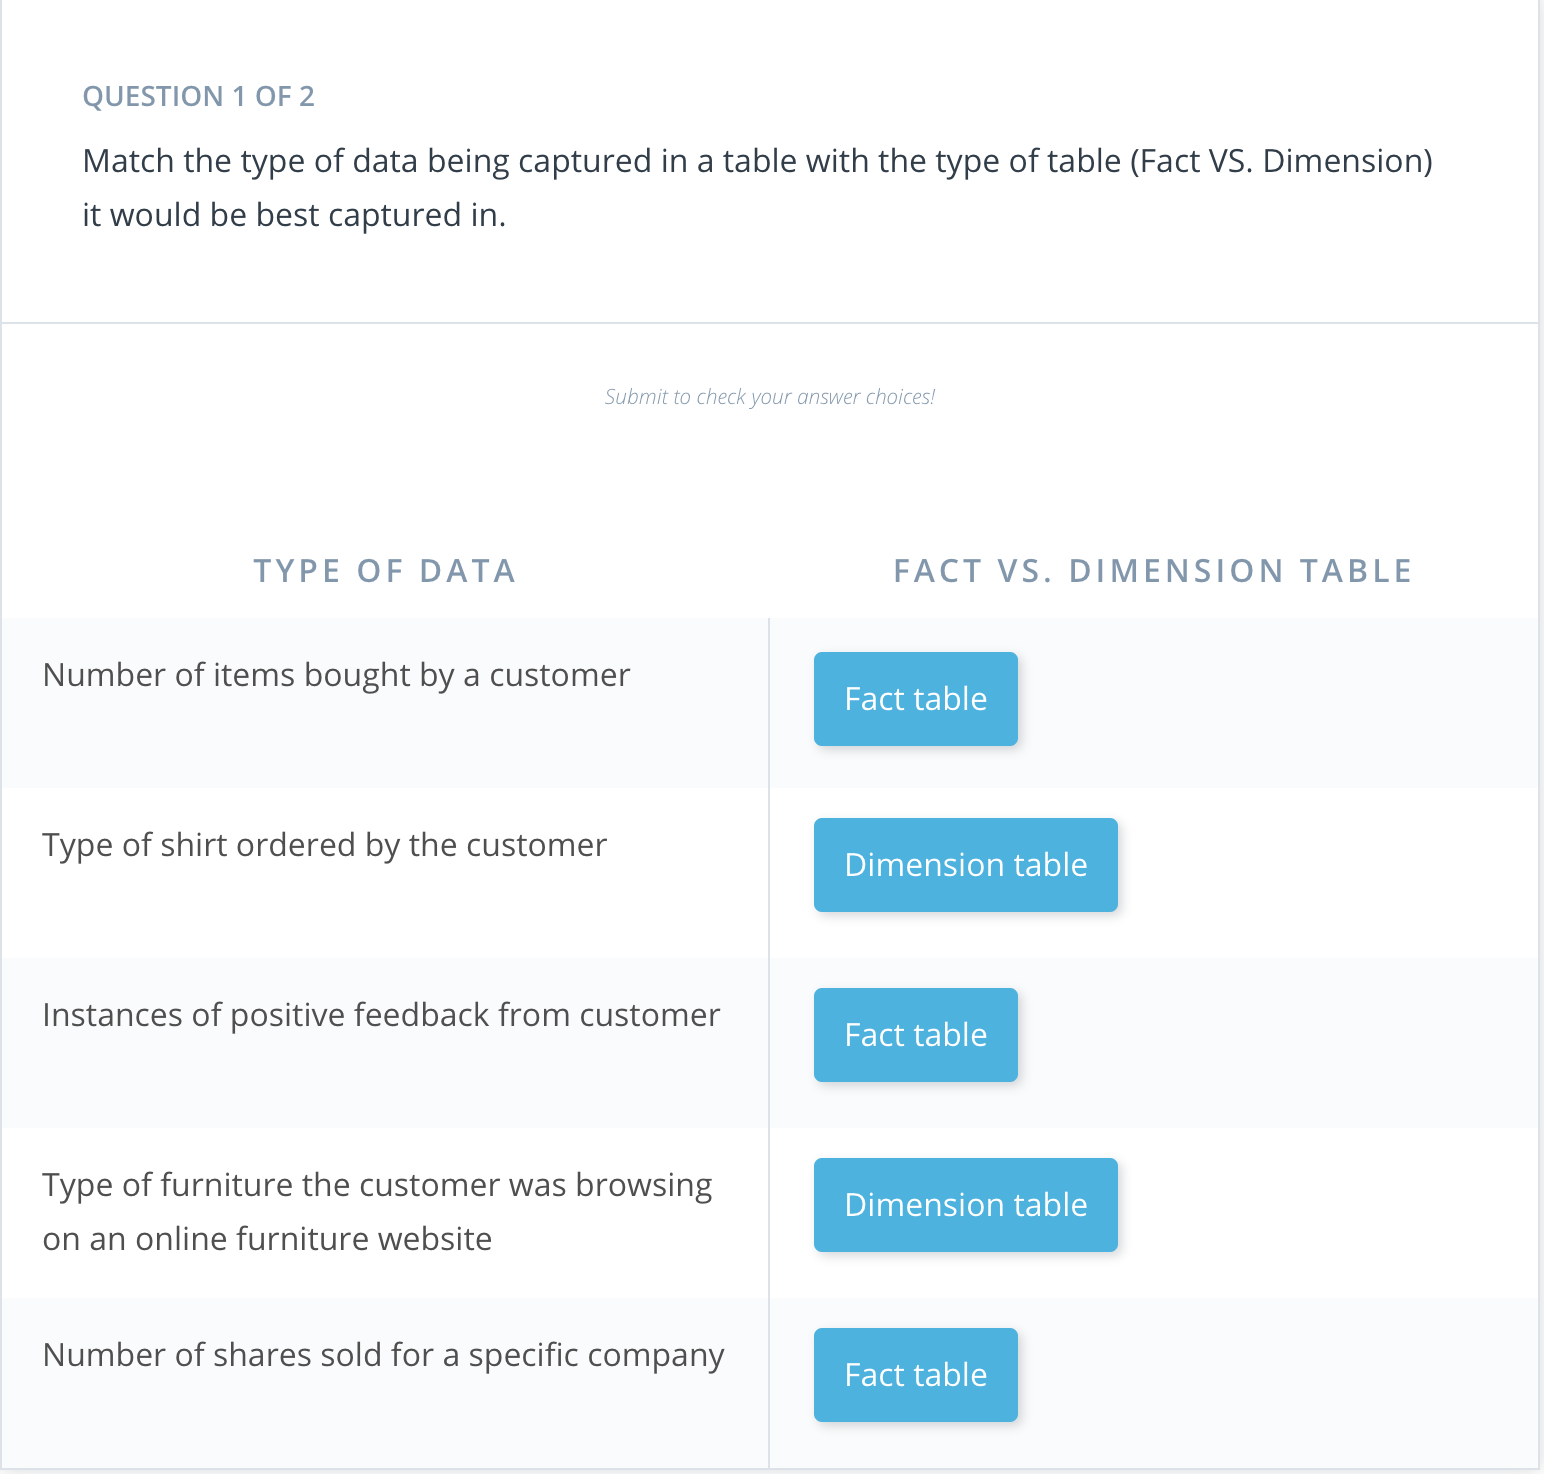 QUESTION 1 OF 2
Match the type of data being captured in a table with the type of table (Fact VS. Dimension)
it would be best captured in.
Submit to check your answer choices!
TYPE OF DATA
FACT VS. DIMENSION TABLE
Number of items bought by a customer
Fact table
Type of shirt ordered by the customer
Dimension table
Instances of positive feedback from customer
Fact table
Type of furniture the customer was browsing
on an online furniture website
Dimension table
Number of shares sold for a specific company
Fact table